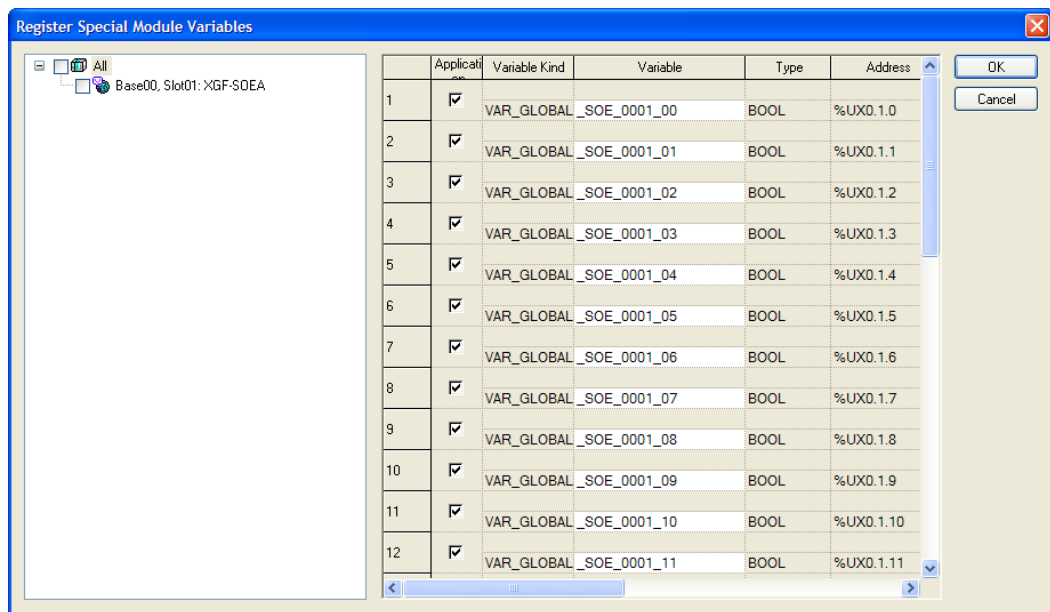 Register Special Module Variables
All
Base00, Slot01: XGF-SOEA
Applicati Variable Kind Variable Type Address
1 VAR_GLOBAL _SOE_0001_00 BOOL %UX0.1.0
2 VAR_GLOBAL _SOE_0001_01 BOOL %UX0.1.1
3 VAR_GLOBAL _SOE_0001_02 BOOL %UX0.1.2
4 VAR_GLOBAL _SOE_0001_03 BOOL %UX0.1.3
5 VAR_GLOBAL _SOE_0001_04 BOOL %UX0.1.4
6 VAR_GLOBAL _SOE_0001_05 BOOL %UX0.1.5
7 VAR_GLOBAL _SOE_0001_06 BOOL %UX0.1.6
8 VAR_GLOBAL _SOE_0001_07 BOOL %UX0.1.7
9 VAR_GLOBAL _SOE_0001_08 BOOL %UX0.1.8
10 VAR_GLOBAL _SOE_0001_09 BOOL %UX0.1.9
11 VAR_GLOBAL _SOE_0001_10 BOOL %UX0.1.10
12 VAR_GLOBAL _SOE_0001_11 BOOL %UX0.1.11
OK
Cancel